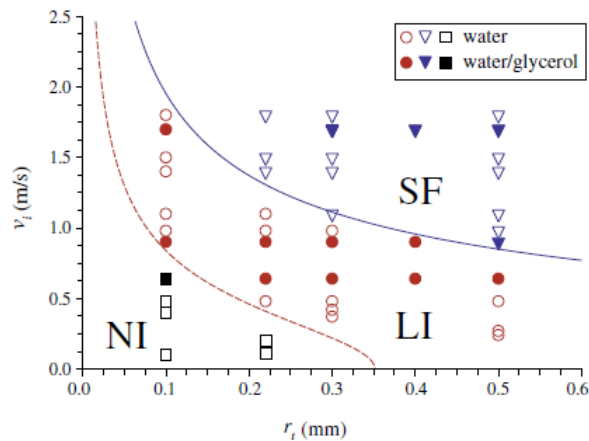 2.5
2.0
1.5
1.0
0.5
0.0
v_i (m/s)
water
water/glycerol
SF
LI
NI
0.0 0.1 0.2 0.3 0.4 0.5 0.6
r_t (mm)